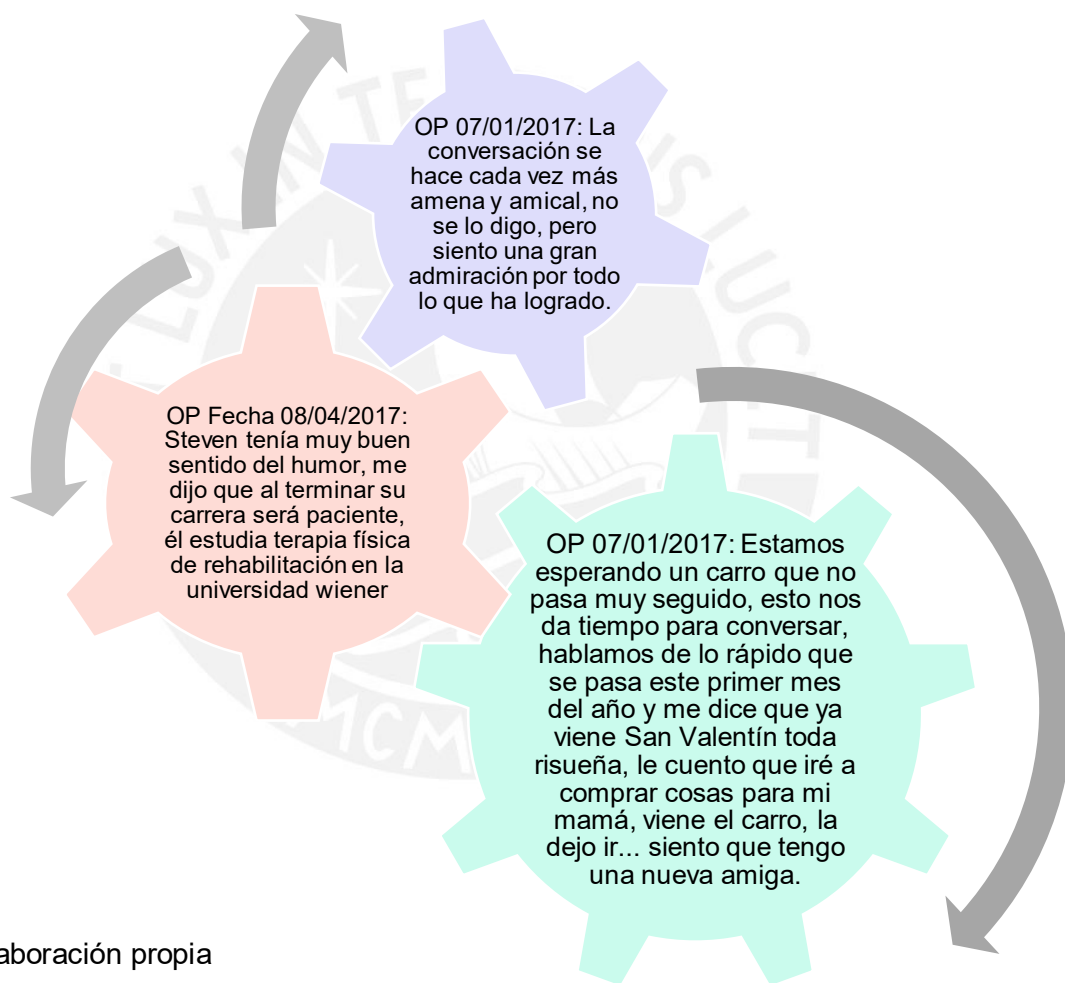 OP 07/01/2017: La
conversación se
hace cada vez más
amena y amical, no
se lo digo, pero
siento una gran
admiración por todo
lo que ha logrado.
OP Fecha 08/04/2017:
Steven tenía muy buen
sentido del humor, me
dijo que al terminar su
carrera será paciente,
él estudia terapia física
de rehabilitación en la
universidad wiener
OP 07/01/2017: Estamos
esperando un carro que no
pasa muy seguido, esto nos
da tiempo para conversar,
hablamos de lo rápido que
se pasa este primer mes
del año y me dice que ya
viene San Valentín toda
risueña, le cuento que iré a
comprar cosas para mi
mamá, viene el carro, la
dejo ir... siento que tengo
una nueva amiga.
aboración propia